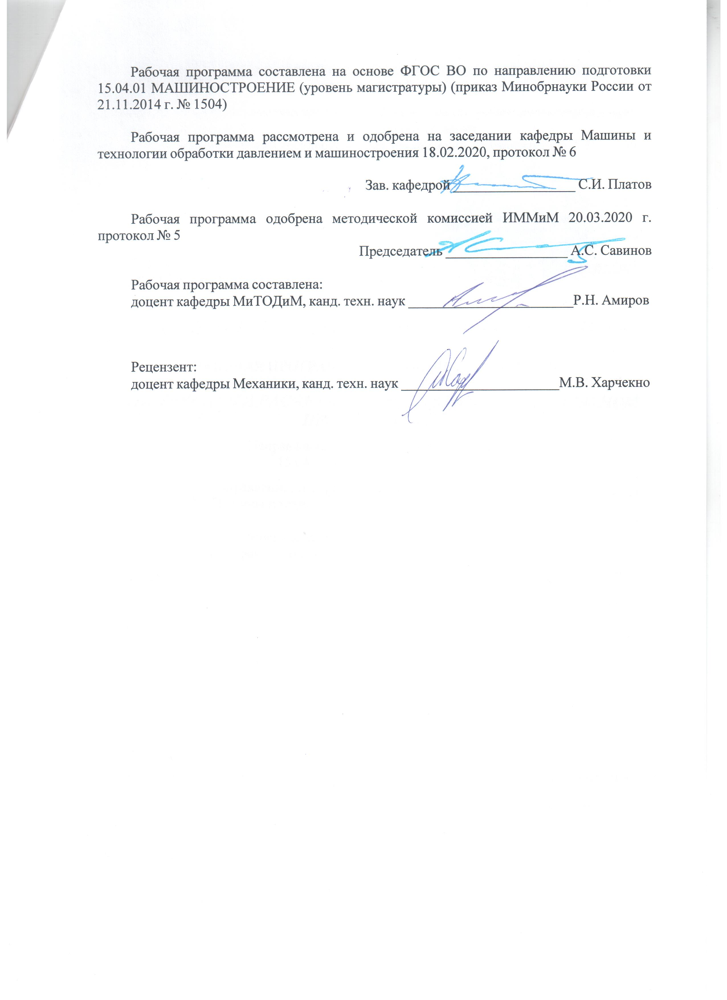 Рабочая программа составлена на основе ФГОС ВО по направлению подготовки
15.04.01 МАШИНОСТРОЕНИЕ (уровень магистратуры) (приказ Минобрнауки России от
21.11.2014 г. № 1504)
Рабочая программа рассмотрена и одобрена на заседании кафедры Машины и
технологии обработки давлением и машиностроения 18.02.2020, протокол № 6
Зав. кафедрой _________________ С.И. Платов
Рабочая программа одобрена методической комиссией ИММиМ 20.03.2020 г.
протокол № 5
Председатель _________________ А.С. Савинов
Рабочая программа составлена:
доцент кафедры МиТОДиМ, канд. техн. наук _______________________Р.Н. Амиров
Рецензент:
доцент кафедры Механики, канд. техн. наук ______________________М.В. Харчекно